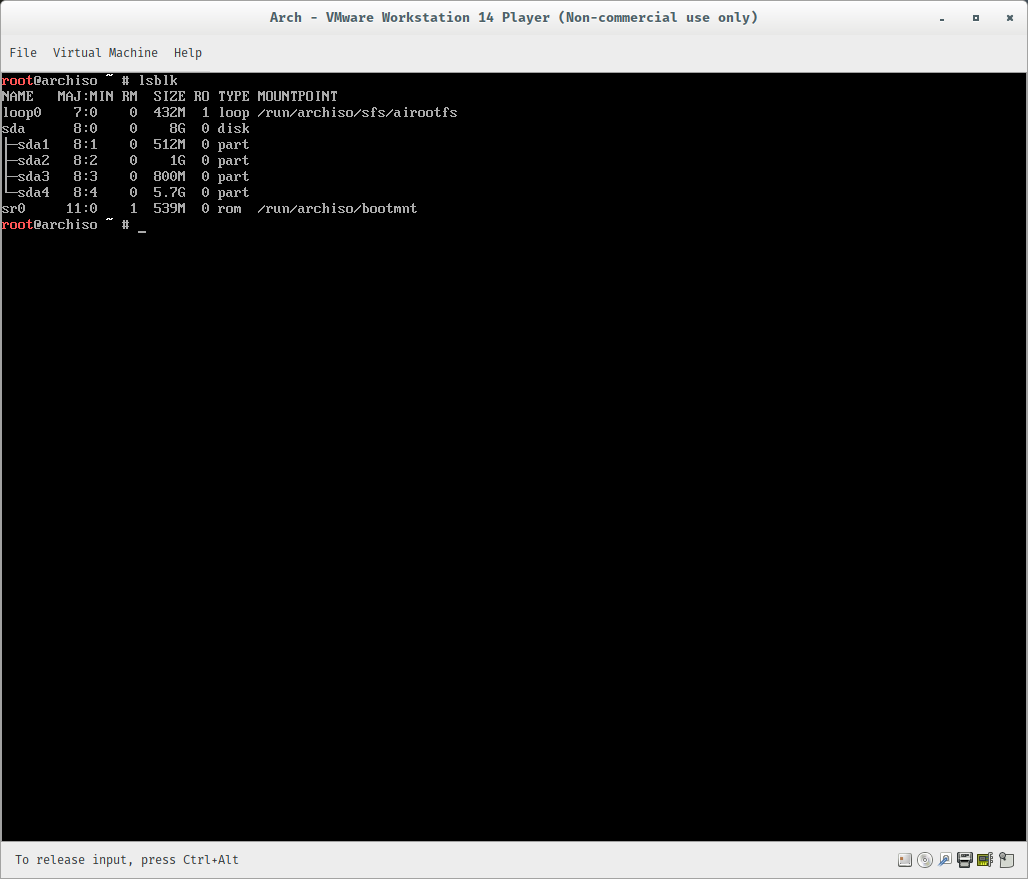 Arch - VMware Workstation 14 Player (Non-commercial use only)
File Virtual Machine Help
root@archiso ~ # lsblk
NAME   MAJ:MIN RM  SIZE RO TYPE MOUNTPOINT
loop0    7:0    0  432M  1 loop /run/archiso/sfs/airootfs
sda      8:0    0    8G  0 disk
├─sda1   8:1    0  512M  0 part
├─sda2   8:2    0    1G  0 part
├─sda3   8:3    0  800M  0 part
└─sda4   8:4    0  5.7G  0 part
sr0     11:0    1  539M  0 rom  /run/archiso/bootmnt
root@archiso ~ # _
To release input, press Ctrl+Alt